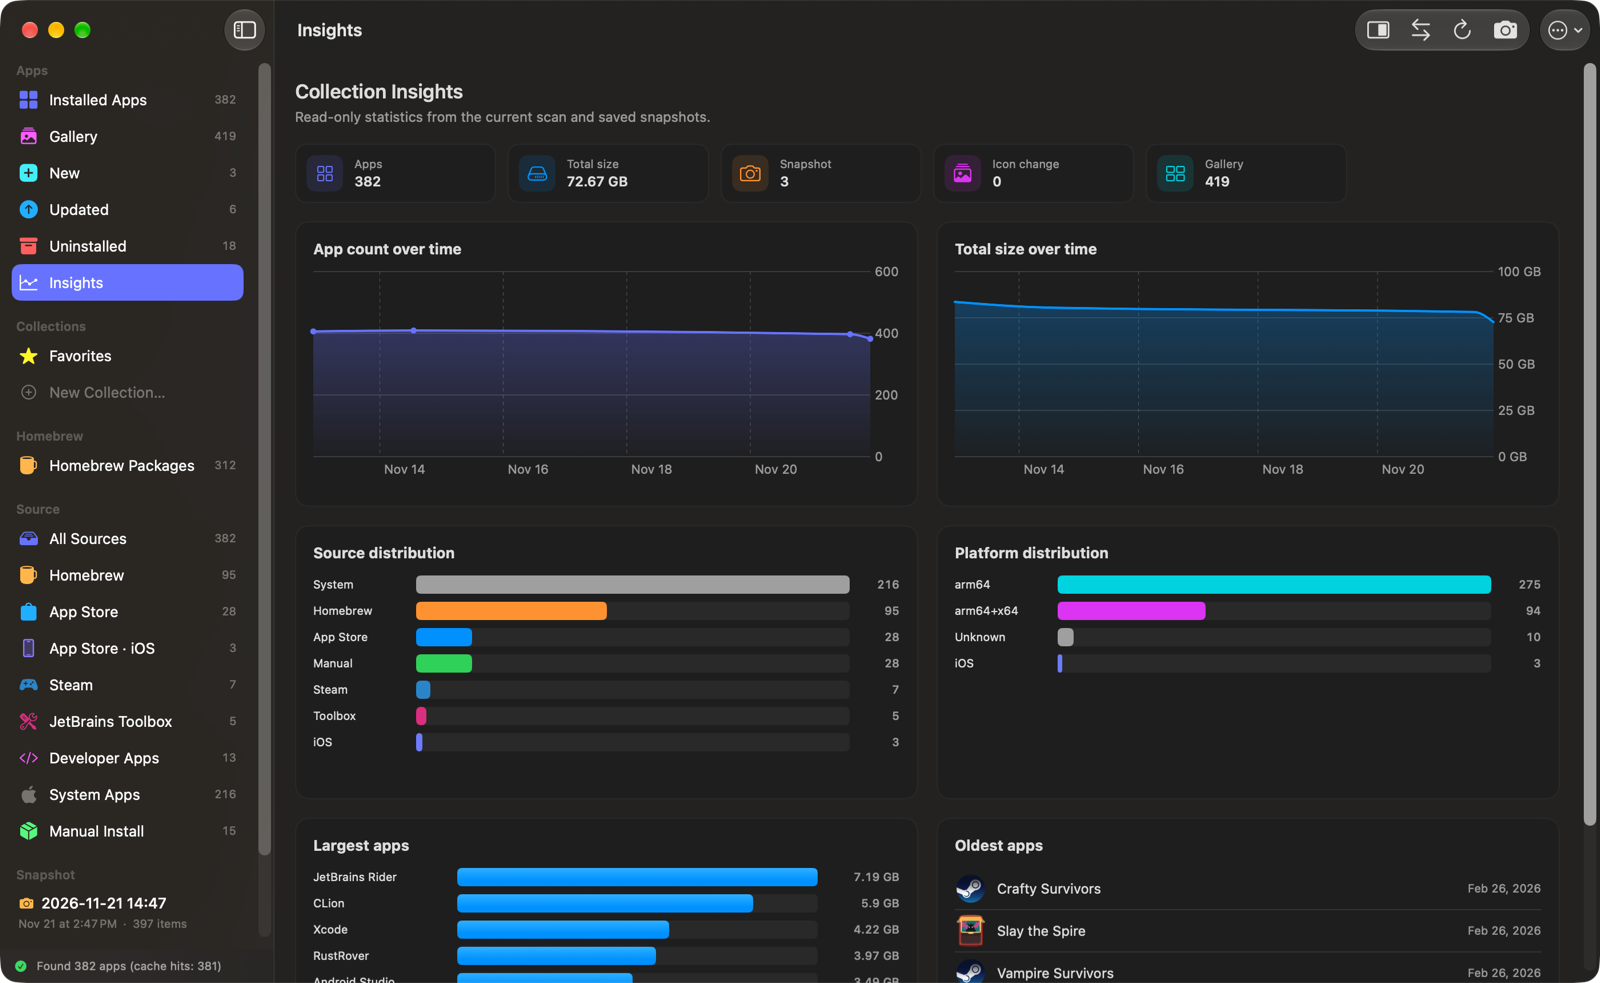 Insights
Apps
Installed Apps 382
Gallery 419
New 3
Updated 6
Uninstalled 18
Insights
Collections
Favorites
New Collection...
Homebrew
Homebrew Packages 312
Source
All Sources 382
Homebrew 95
App Store 28
App Store · iOS 3
Steam 7
JetBrains Toolbox 5
Developer Apps 13
System Apps 216
Manual Install 15
Snapshot
2026-11-21 14:47
Nov 21 at 2:47 PM · 397 items
Found 382 apps (cache hits: 381)
Collection Insights
Read-only statistics from the current scan and saved snapshots.
Apps
382
Total size
72.67 GB
Snapshot
3
Icon change
0
Gallery
419
App count over time
600
400
200
0
Nov 14 Nov 16 Nov 18 Nov 20
Total size over time
100 GB
75 GB
50 GB
25 GB
0 GB
Nov 14 Nov 16 Nov 18 Nov 20
Source distribution
System 216
Homebrew 95
App Store 28
Manual 28
Steam 7
Toolbox 5
iOS 3
Platform distribution
arm64 275
arm64+x64 94
Unknown 10
iOS 3
Largest apps
JetBrains Rider 7.19 GB
CLion 5.9 GB
Xcode 4.22 GB
RustRover 3.97 GB
Android Studio 3.49 GB
Oldest apps
Crafty Survivors Feb 26, 2026
Slay the Spire Feb 26, 2026
Vampire Survivors Feb 26, 2026